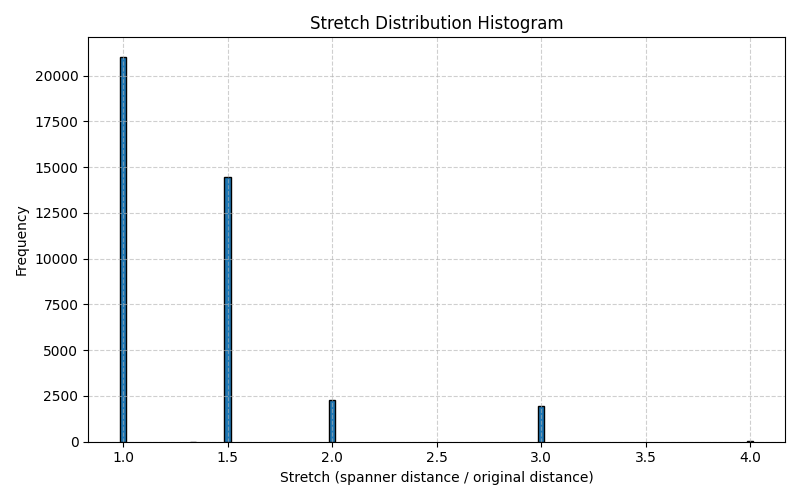 Stretch Distribution Histogram
Frequency
20000
17500
15000
12500
10000
7500
5000
2500
0
1.0 1.5 2.0 2.5 3.0 3.5 4.0
Stretch (spanner distance / original distance)